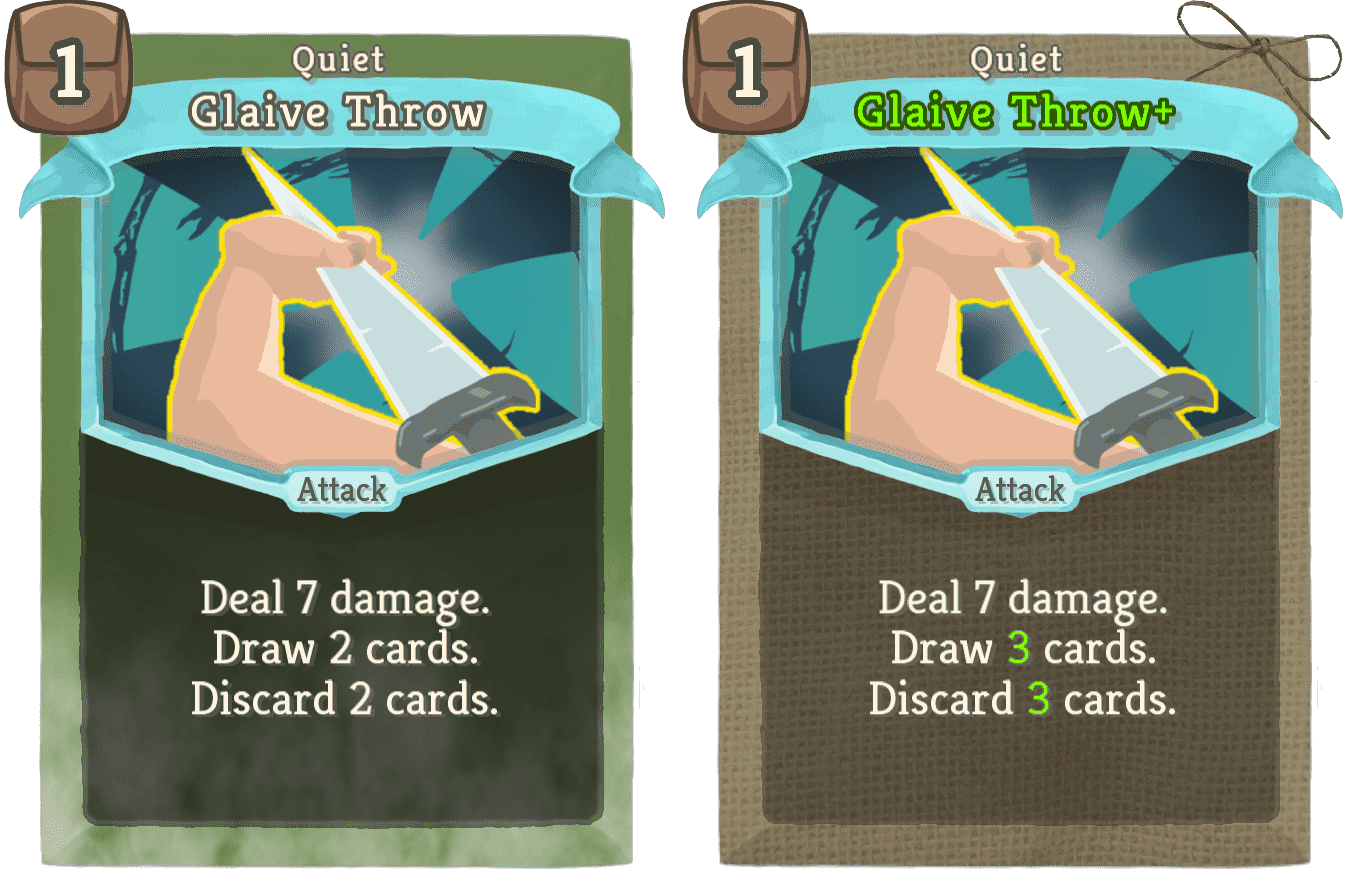 1
Quiet
Glaive Throw
Attack
Deal 7 damage.
Draw 2 cards.
Discard 2 cards.
1
Quiet
Glaive Throw+
Attack
Deal 7 damage.
Draw 3 cards.
Discard 3 cards.